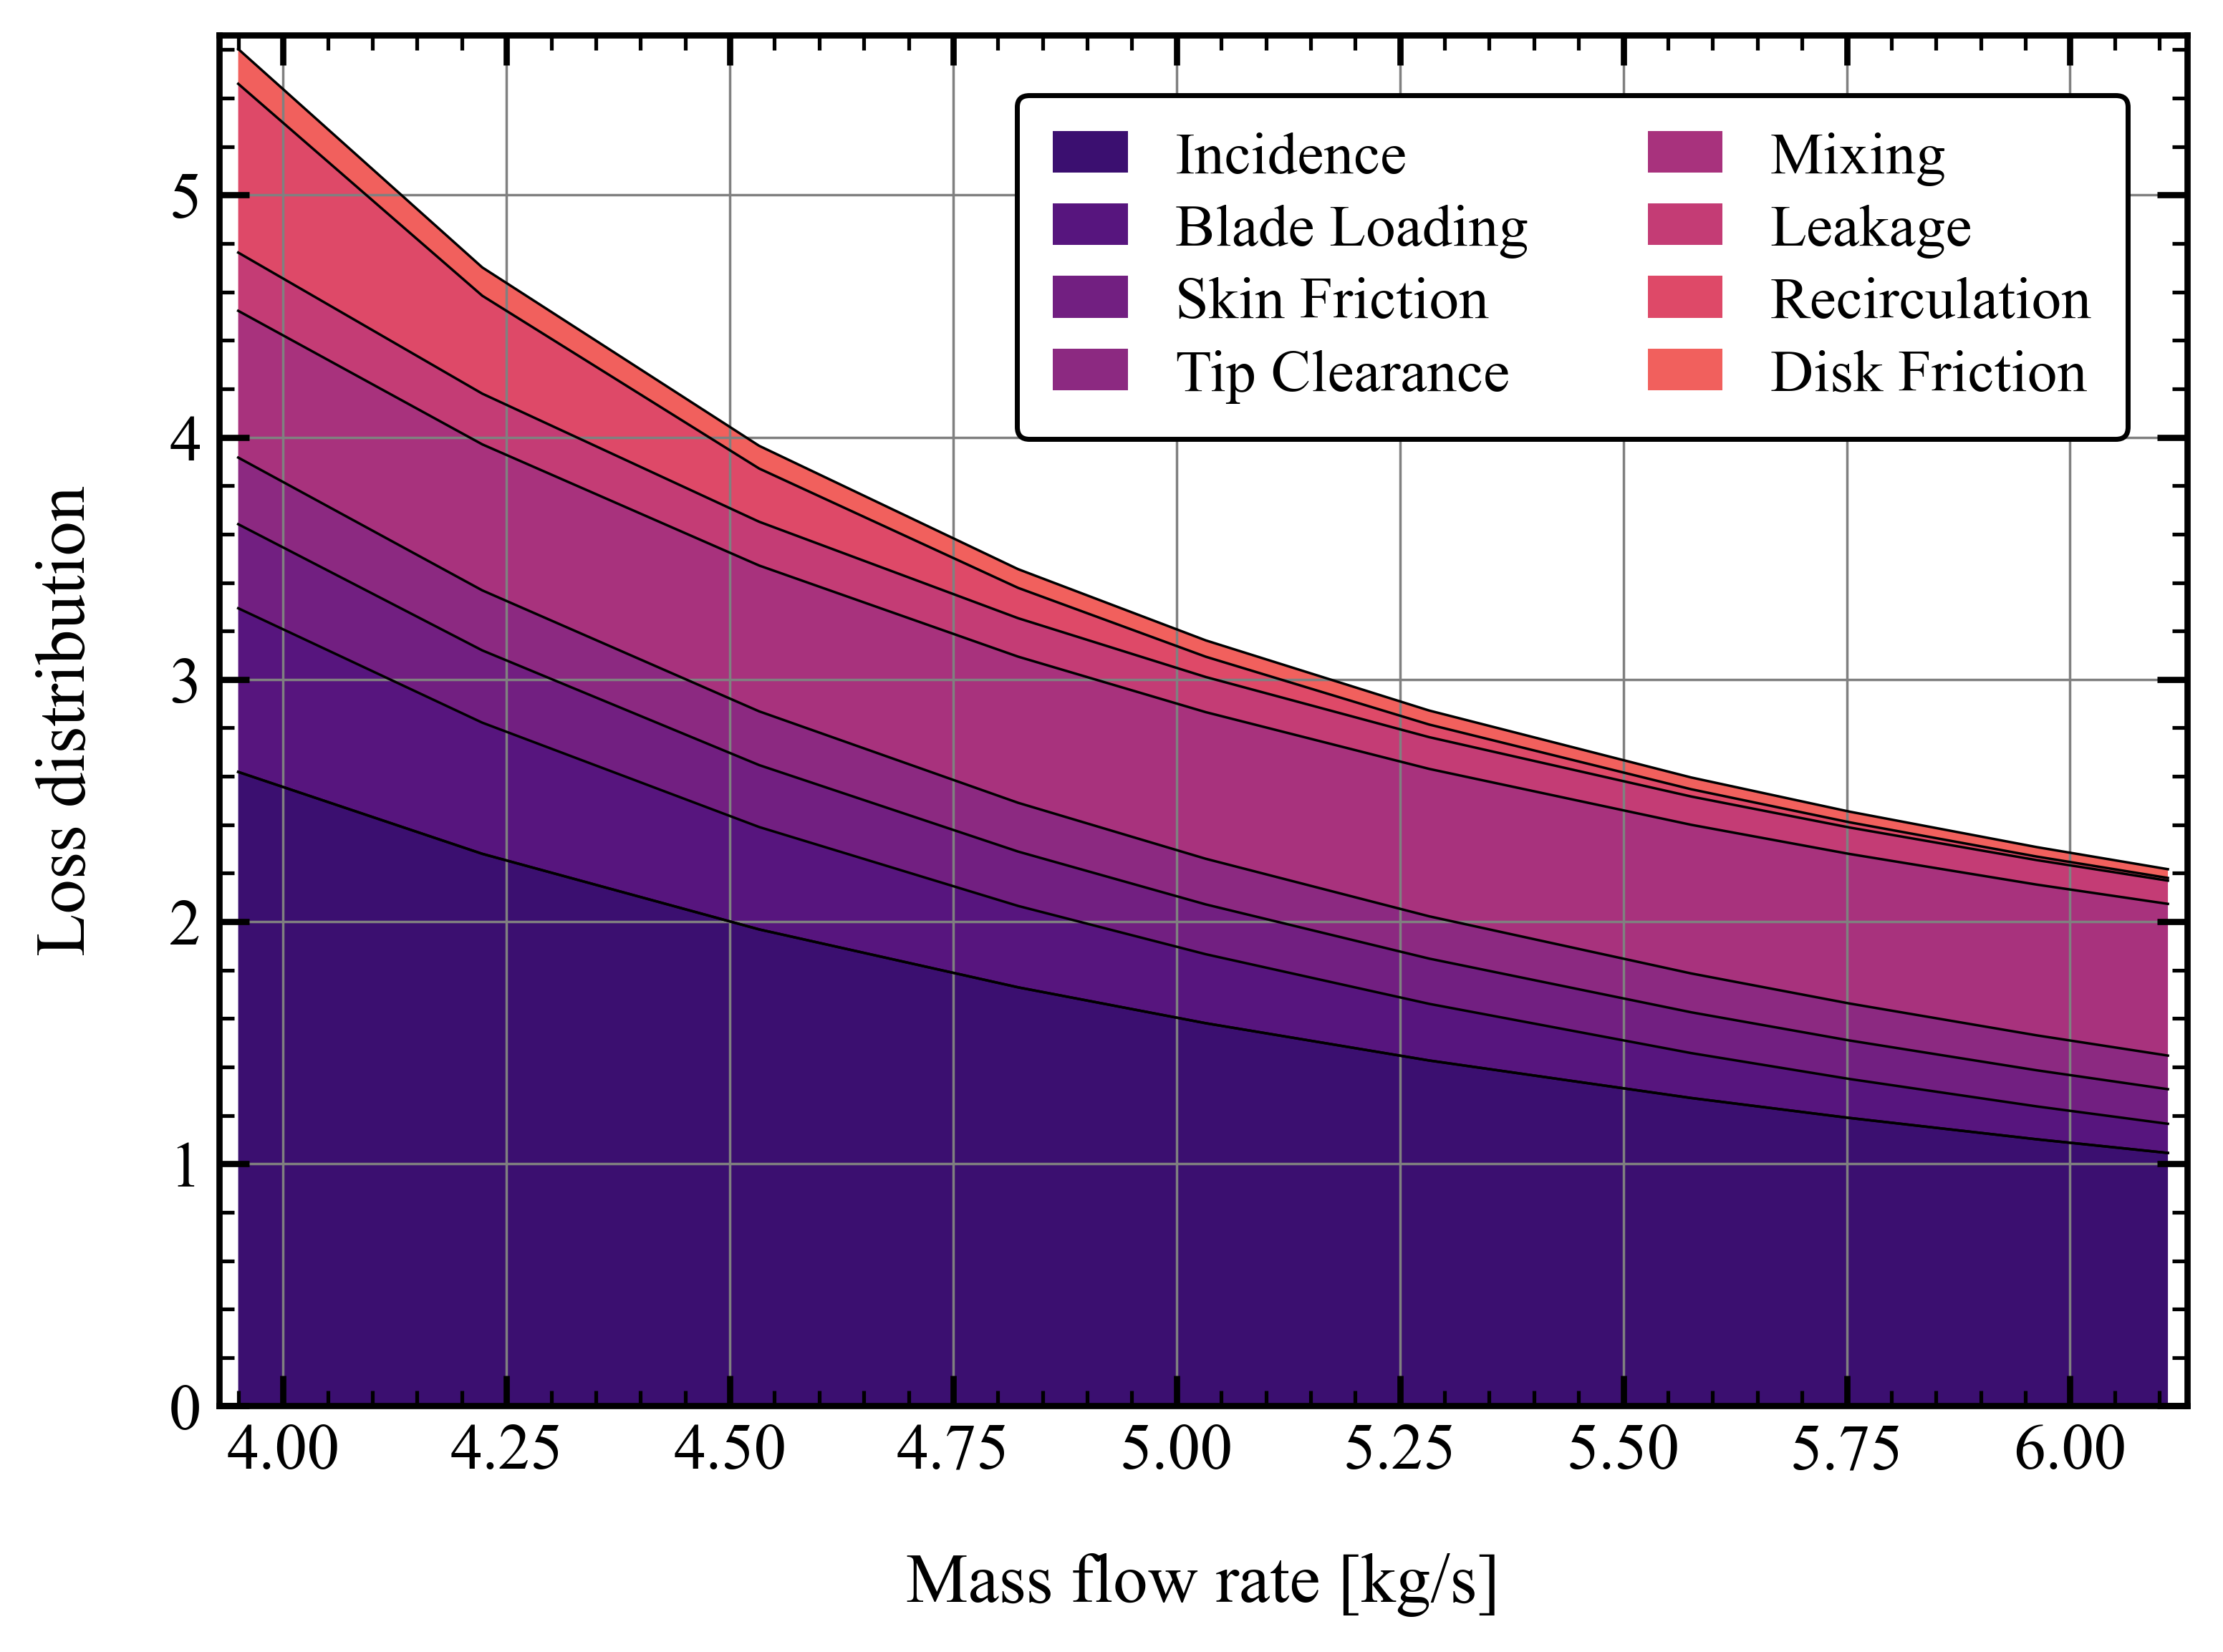 Loss distribution
5
4
3
2
1
0
4.00 4.25 4.50 4.75 5.00 5.25 5.50 5.75 6.00
Mass flow rate [kg/s]
Incidence
Blade Loading
Skin Friction
Tip Clearance
Mixing
Leakage
Recirculation
Disk Friction